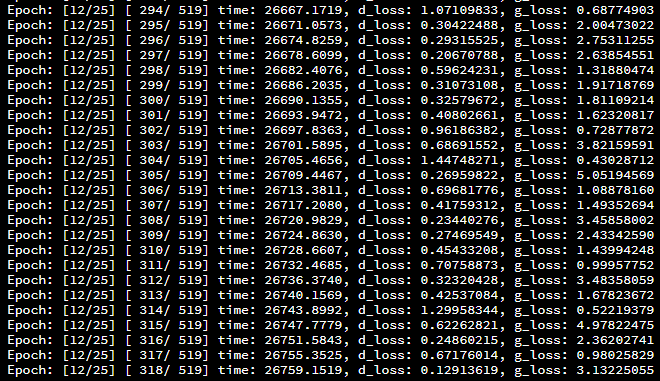 Epoch: [12/25] [ 294/ 519] time: 26667.1719, d_loss: 1.07109833, g_loss: 0.68774903
Epoch: [12/25] [ 295/ 519] time: 26671.0573, d_loss: 0.30422488, g_loss: 2.00473022
Epoch: [12/25] [ 296/ 519] time: 26674.8259, d_loss: 0.29315525, g_loss: 2.75311255
Epoch: [12/25] [ 297/ 519] time: 26678.6099, d_loss: 0.20670788, g_loss: 2.63854551
Epoch: [12/25] [ 298/ 519] time: 26682.4076, d_loss: 0.59624231, g_loss: 1.31880474
Epoch: [12/25] [ 299/ 519] time: 26686.2035, d_loss: 0.31073108, g_loss: 1.91718769
Epoch: [12/25] [ 300/ 519] time: 26690.1355, d_loss: 0.32579672, g_loss: 1.81109214
Epoch: [12/25] [ 301/ 519] time: 26693.9472, d_loss: 0.40802661, g_loss: 1.62320817
Epoch: [12/25] [ 302/ 519] time: 26697.8363, d_loss: 0.96186382, g_loss: 0.72877872
Epoch: [12/25] [ 303/ 519] time: 26701.5895, d_loss: 0.68691552, g_loss: 3.82159591
Epoch: [12/25] [ 304/ 519] time: 26705.4656, d_loss: 1.44748271, g_loss: 0.43028712
Epoch: [12/25] [ 305/ 519] time: 26709.4467, d_loss: 0.26959822, g_loss: 5.05194569
Epoch: [12/25] [ 306/ 519] time: 26713.3811, d_loss: 0.69681776, g_loss: 1.08878160
Epoch: [12/25] [ 307/ 519] time: 26717.2080, d_loss: 0.41759312, g_loss: 1.49352694
Epoch: [12/25] [ 308/ 519] time: 26720.9829, d_loss: 0.23440276, g_loss: 3.45858002
Epoch: [12/25] [ 309/ 519] time: 26724.8630, d_loss: 0.27469549, g_loss: 2.43342590
Epoch: [12/25] [ 310/ 519] time: 26728.6607, d_loss: 0.45433208, g_loss: 1.43994248
Epoch: [12/25] [ 311/ 519] time: 26732.4685, d_loss: 0.70758873, g_loss: 0.99957752
Epoch: [12/25] [ 312/ 519] time: 26736.3740, d_loss: 0.32320428, g_loss: 3.48358059
Epoch: [12/25] [ 313/ 519] time: 26740.1569, d_loss: 0.42537084, g_loss: 1.67823672
Epoch: [12/25] [ 314/ 519] time: 26743.8992, d_loss: 1.29958344, g_loss: 0.52219379
Epoch: [12/25] [ 315/ 519] time: 26747.7779, d_loss: 0.62262821, g_loss: 4.97822475
Epoch: [12/25] [ 316/ 519] time: 26751.5843, d_loss: 0.24860215, g_loss: 2.36202741
Epoch: [12/25] [ 317/ 519] time: 26755.3525, d_loss: 0.67176014, g_loss: 0.98025829
Epoch: [12/25] [ 318/ 519] time: 26759.1519, d_loss: 0.12913619, g_loss: 3.13225055